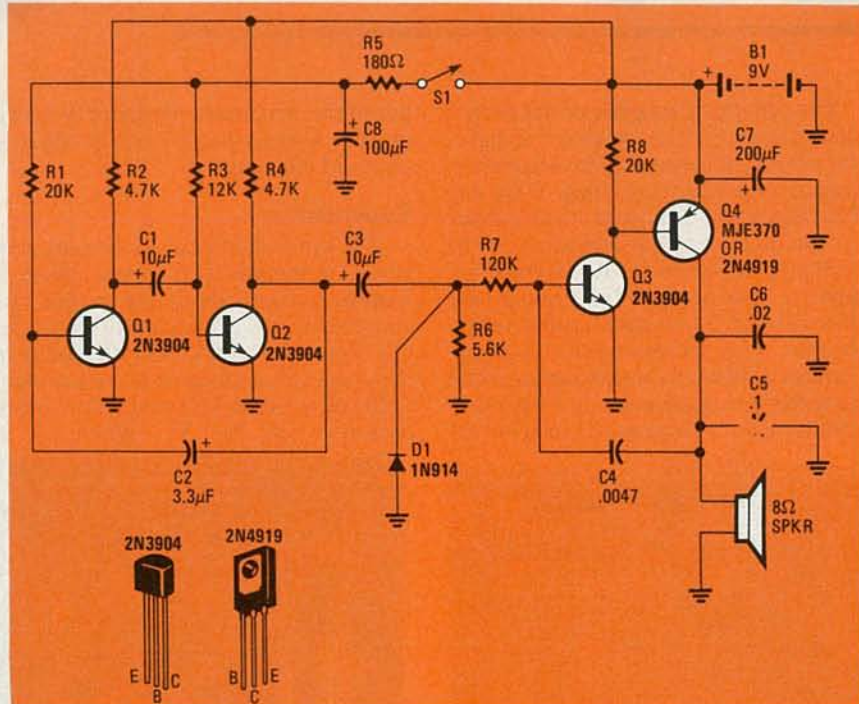 R5
180Ω
S1
B1
+ 9V
+
C8
100µF
C7
200µF
+
R1
20K
R2
4.7K
R3
12K
R4
4.7K
R8
20K
Q4
MJE370
OR
2N4919
C1
10µF
+
C3
10µF
+
R7
120K
Q3
2N3904
Q1
2N3904
Q2
2N3904
R6
5.6K
C6
.02
C5
.1
C2
3.3µF
+
D1
1N914
C4
.0047
8Ω
SPKR
2N3904
2N4919
E B C
B C E